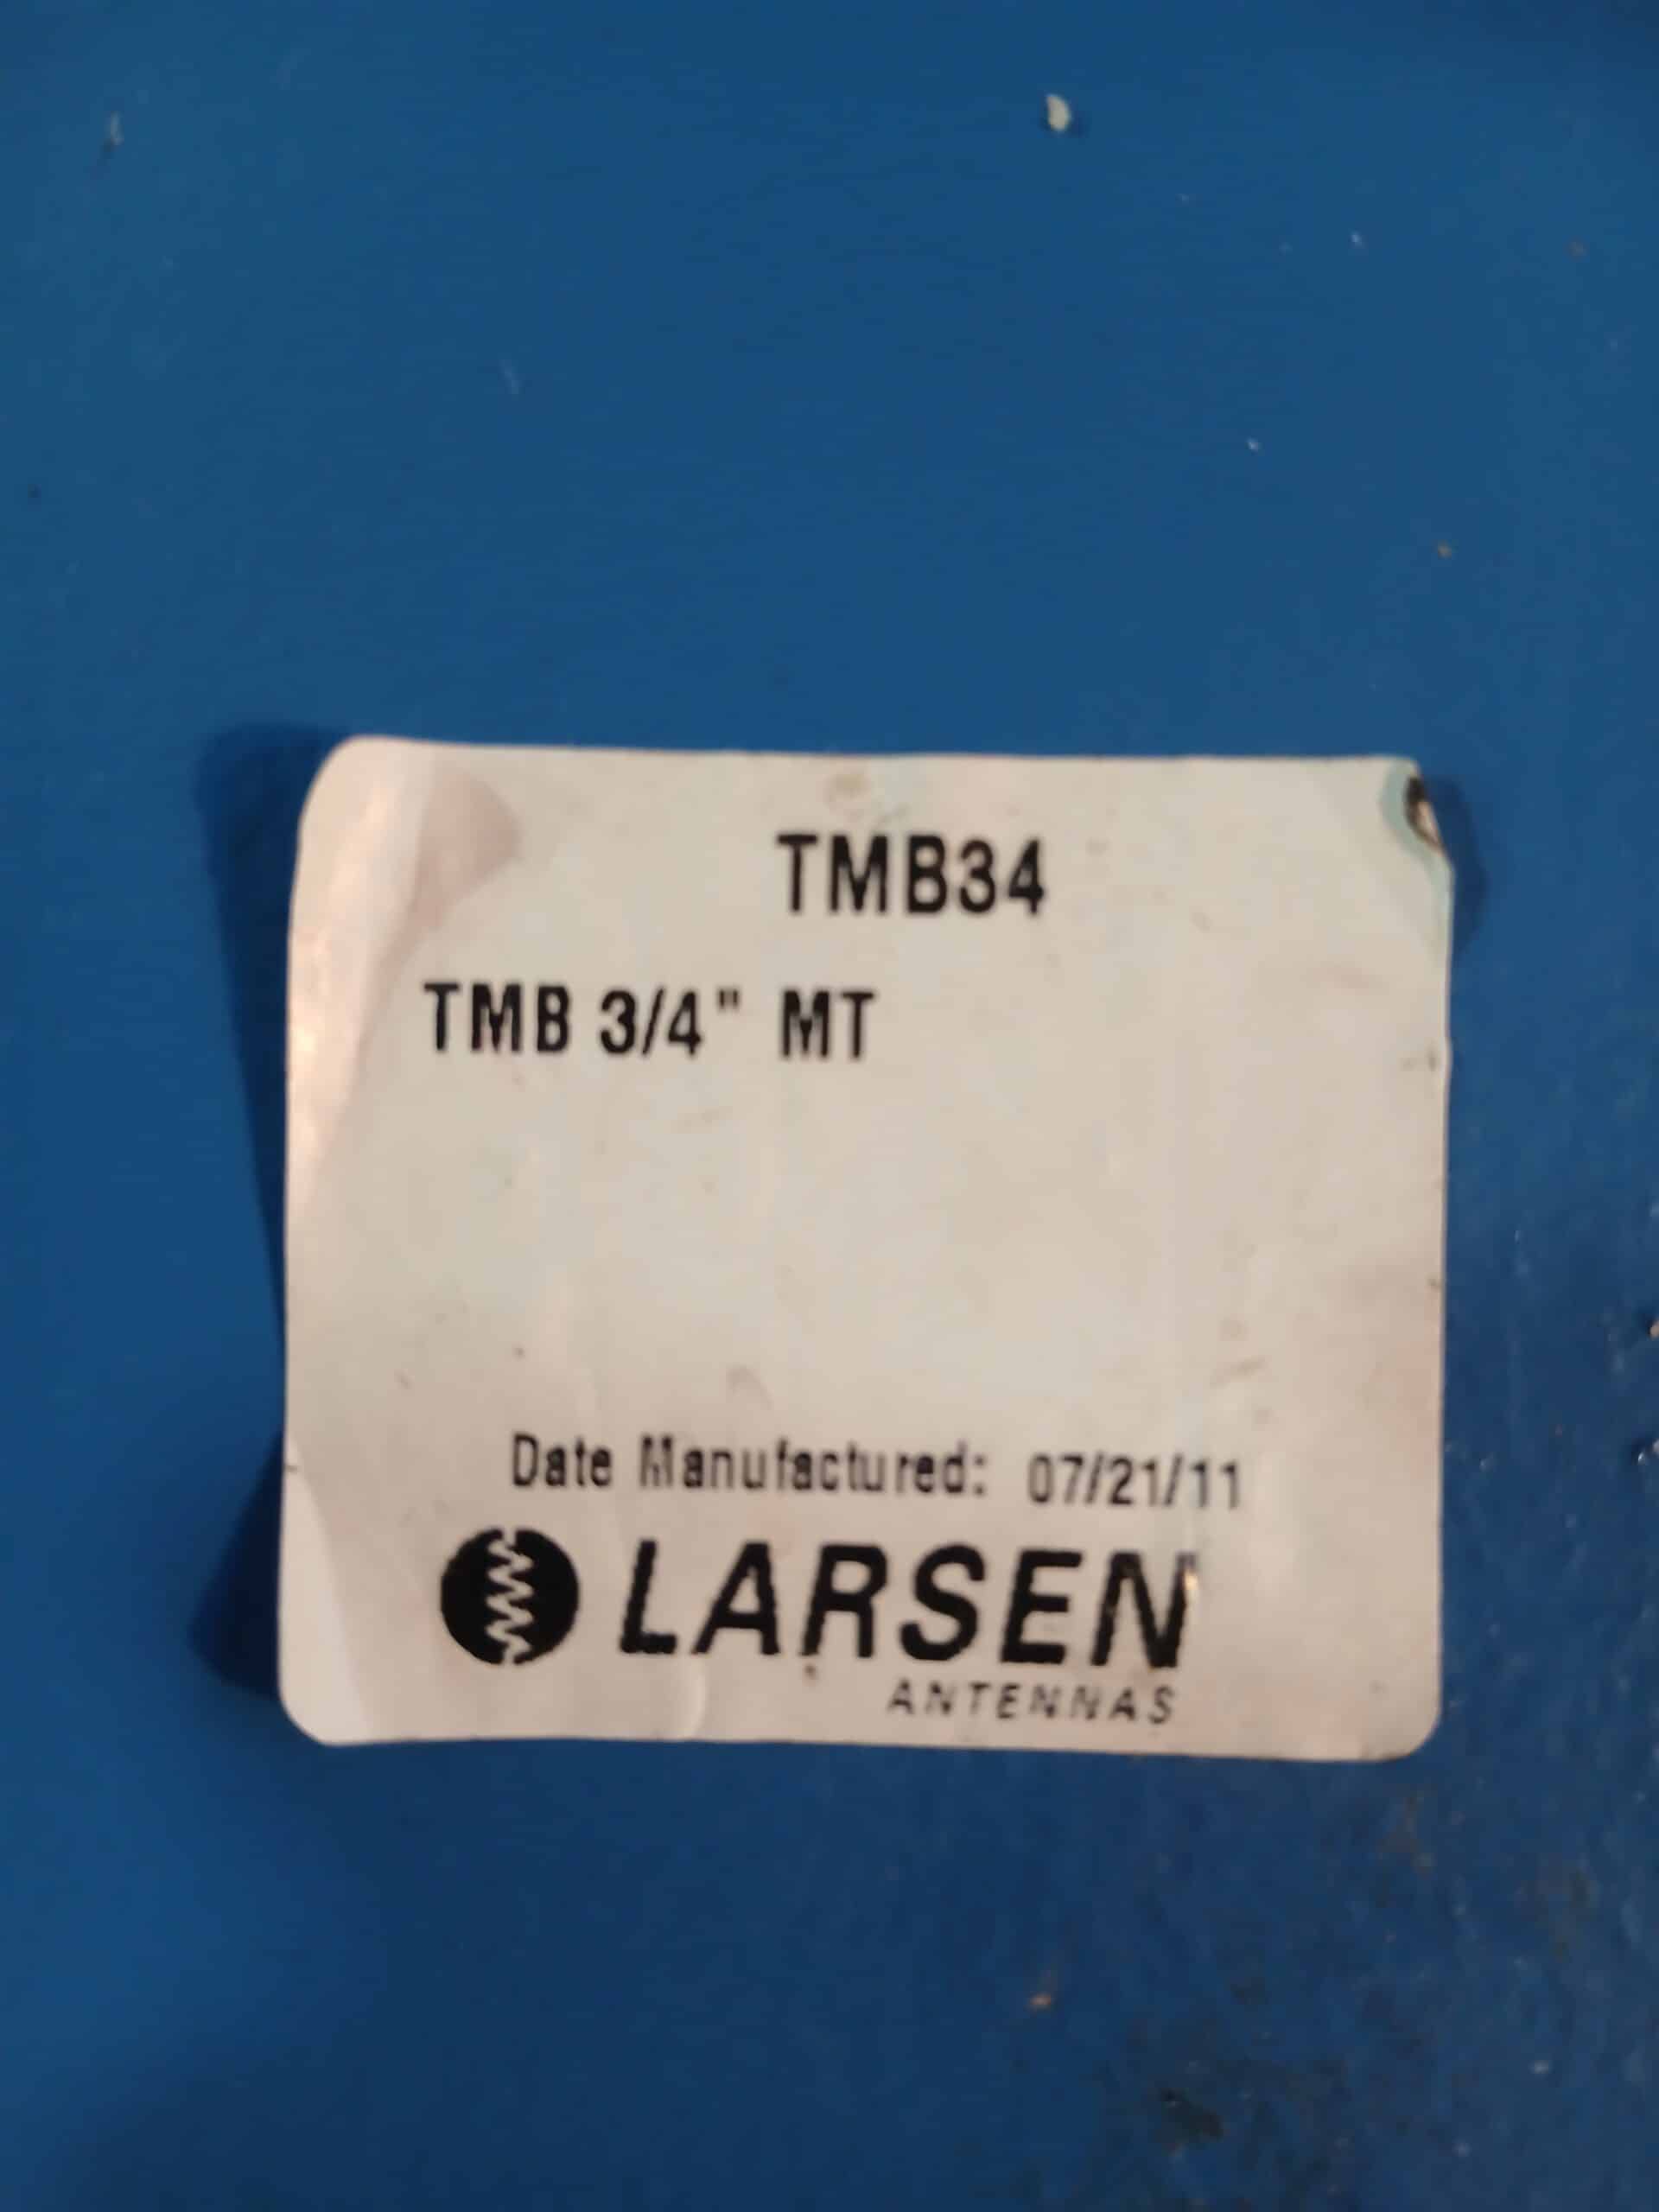 TMB34
TMB 3/4" MT
Date Manufactured: 07/21/11
LARSEN
ANTENNAS